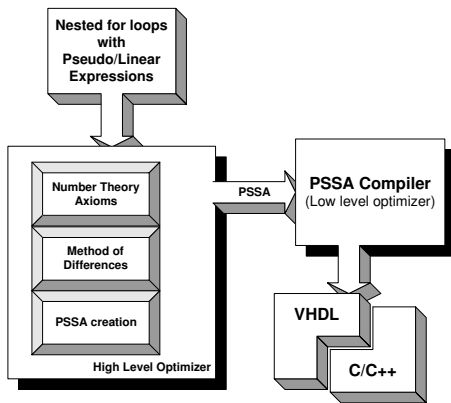 Nested for loops
with
Pseudo/Linear
Expressions
Number Theory
Axioms
Method of
Differences
PSSA creation
High Level Optimizer
PSSA
PSSA Compiler
(Low level optimizer)
VHDL
C/C++